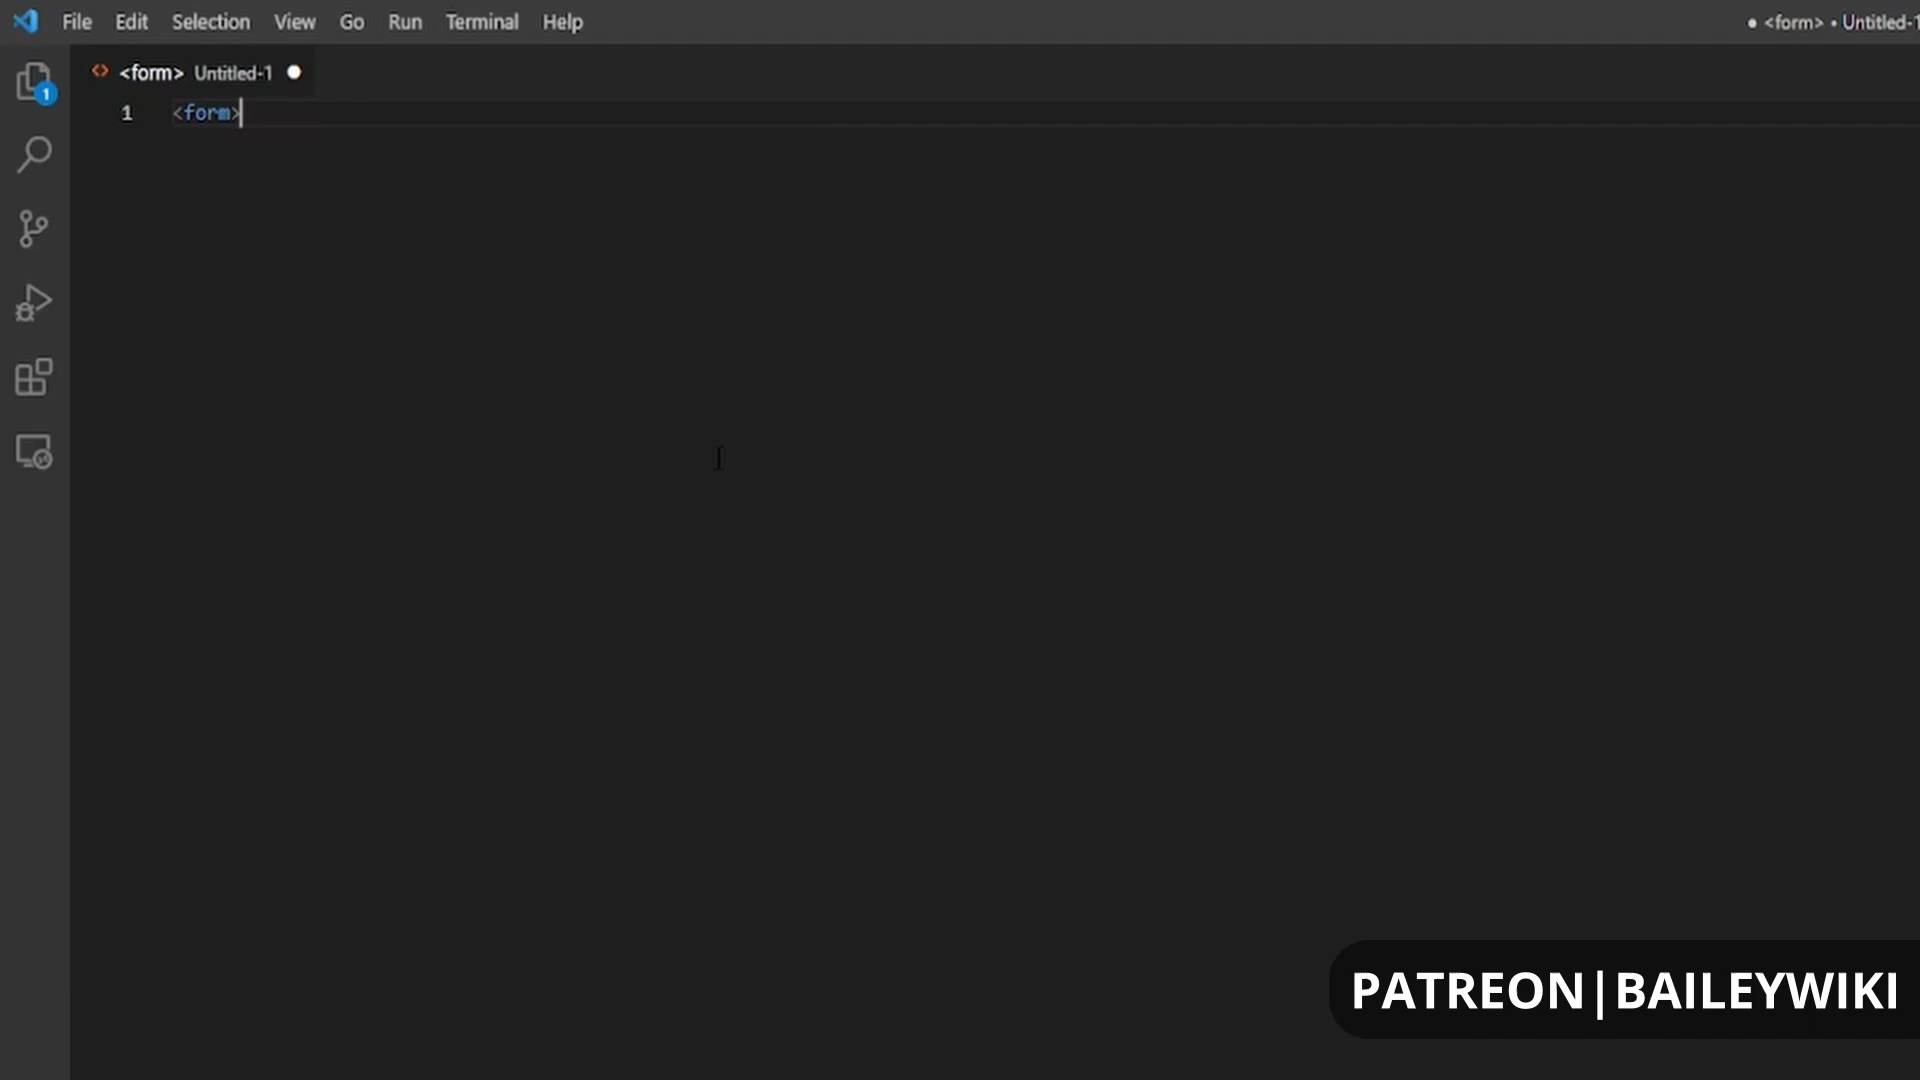 File Edit Selection View Go Run Terminal Help
● <form> • Untitled-1
<form> Untitled-1 ●
1
1 <form>
PATREON|BAILEYWIKI